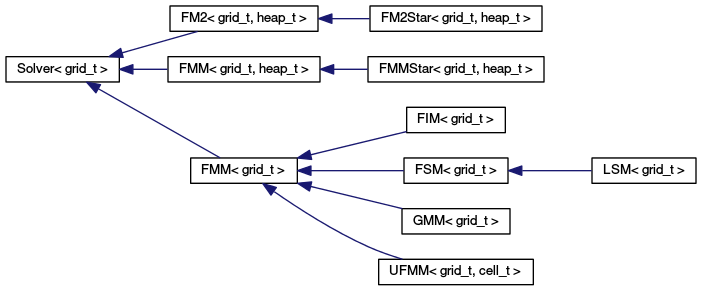 FM2< grid_t, heap_t >
FM2Star< grid_t, heap_t >
Solver< grid_t >
FMM< grid_t, heap_t >
FMMStar< grid_t, heap_t >
FIM< grid_t >
FMM< grid_t >
FSM< grid_t >
LSM< grid_t >
GMM< grid_t >
UFMM< grid_t, cell_t >